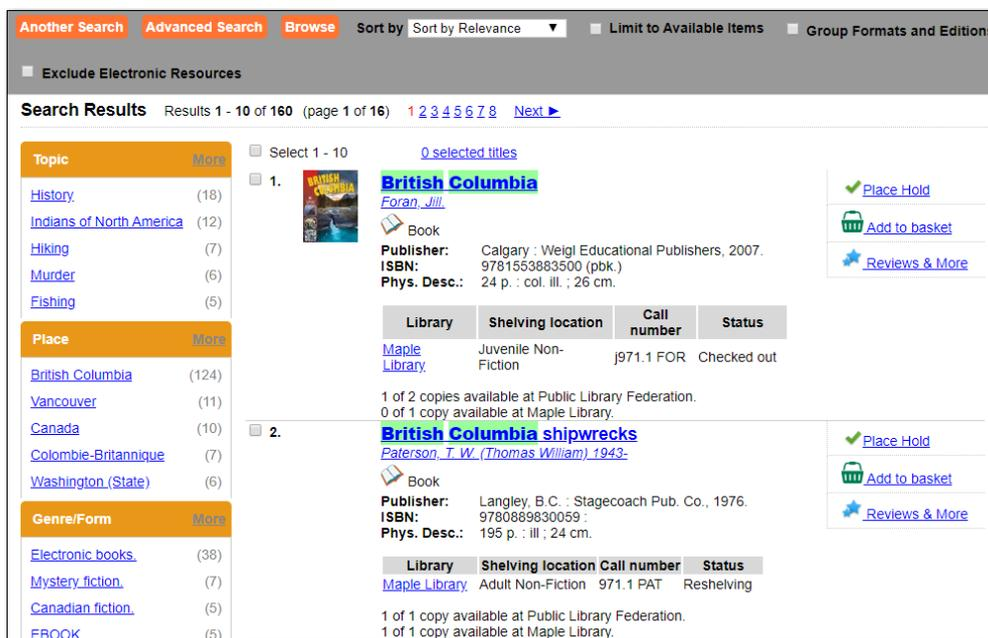 Another Search Advanced Search Browse Sort by Sort by Relevance ▼ Limit to Available Items Group Formats and Editions
Exclude Electronic Resources
Search Results Results 1 - 10 of 160 (page 1 of 16) 1 2 3 4 5 6 7 8 Next ►
Topic More
History (18)
Indians of North America (12)
Hiking (7)
Murder (6)
Fishing (5)
Place More
British Columbia (124)
Vancouver (11)
Canada (10)
Colombie-Britannique (7)
Washington (State) (6)
Genre/Form More
Electronic books. (38)
Mystery fiction. (7)
Canadian fiction. (5)
EBOOK (5)
Select 1 - 10 0 selected titles
1.
BRITISH
COLUMBIA
British Columbia
Foran, Jill.
Book
Publisher: Calgary : Weigl Educational Publishers, 2007.
ISBN: 9781553883500 (pbk.)
Phys. Desc.: 24 p. : col. ill. ; 26 cm.
Library Shelving location Call number Status
Maple Library Juvenile Non-Fiction j971.1 FOR Checked out
1 of 2 copies available at Public Library Federation.
0 of 1 copy available at Maple Library.
Place Hold
Add to basket
Reviews & More
2. British Columbia shipwrecks
Paterson, T. W. (Thomas William) 1943-
Book
Publisher: Langley, B.C. : Stagecoach Pub. Co., 1976.
ISBN: 9780889830059 :
Phys. Desc.: 195 p. : ill ; 24 cm.
Library Shelving location Call number Status
Maple Library Adult Non-Fiction 971.1 PAT Reshelving
1 of 1 copy available at Public Library Federation.
1 of 1 copy available at Maple Library.
Place Hold
Add to basket
Reviews & More